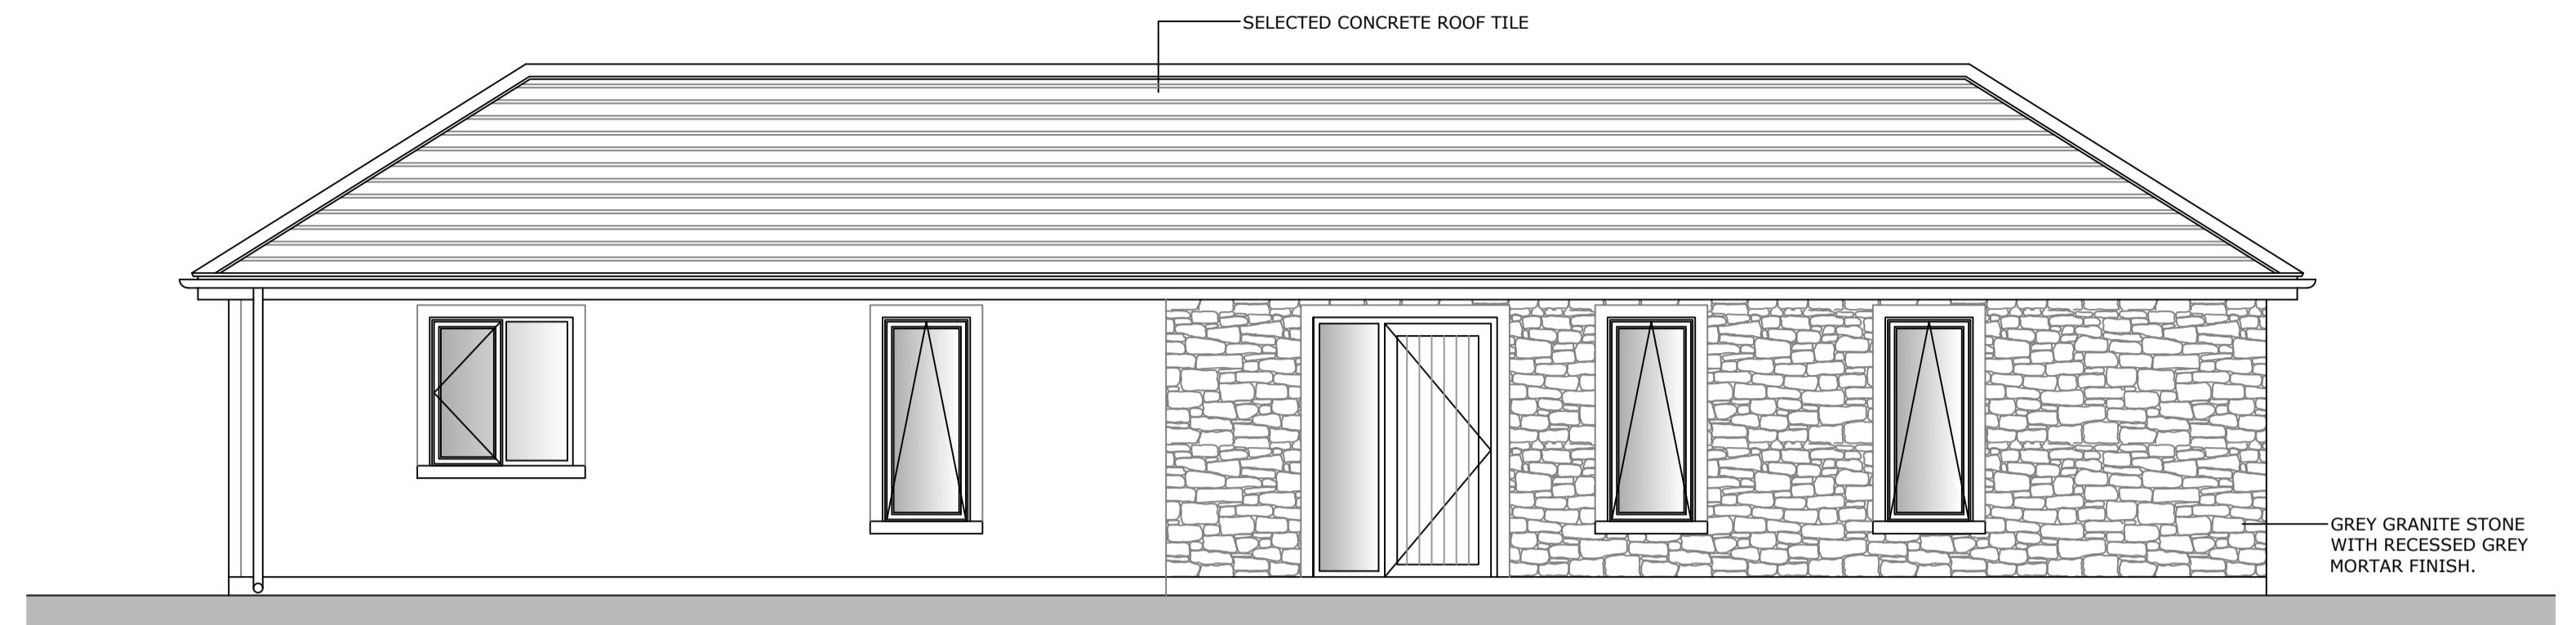 SELECTED CONCRETE ROOF TILE
GREY GRANITE STONE
WITH RECESSED GREY
MORTAR FINISH.